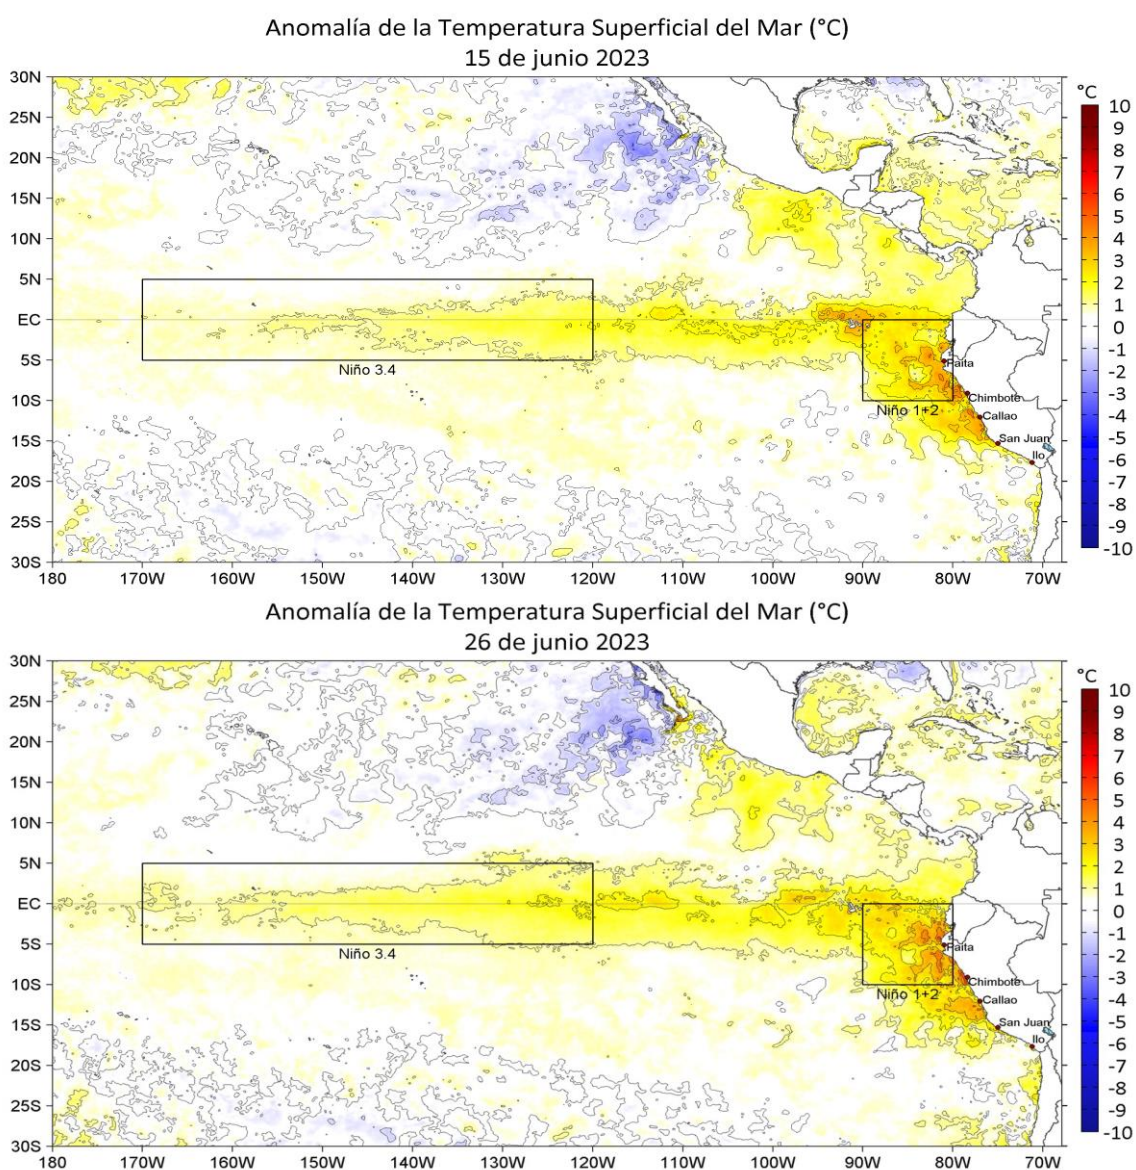 Anomalía de la Temperatura Superficial del Mar (°C)
15 de junio 2023
°C
30N
25N
20N
15N
10N
5N
EC
5S
10S
15S
20S
25S
30S
Niño 3.4
Niño 1+2
Paita
Chimbote
Callao
San Juan
Ilo
10
9
8
7
6
5
4
3
2
1
0
-1
-2
-3
-4
-5
-6
-7
-8
-9
-10
180 170W 160W 150W 140W 130W 120W 110W 100W 90W 80W 70W
Anomalía de la Temperatura Superficial del Mar (°C)
26 de junio 2023
°C
30N
25N
20N
15N
10N
5N
EC
5S
10S
15S
20S
25S
30S
Niño 3.4
Niño 1+2
Paita
Chimbote
Callao
San Juan
Ilo
10
9
8
7
6
5
4
3
2
1
0
-1
-2
-3
-4
-5
-6
-7
-8
-9
-10
180 170W 160W 150W 140W 130W 120W 110W 100W 90W 80W 70W